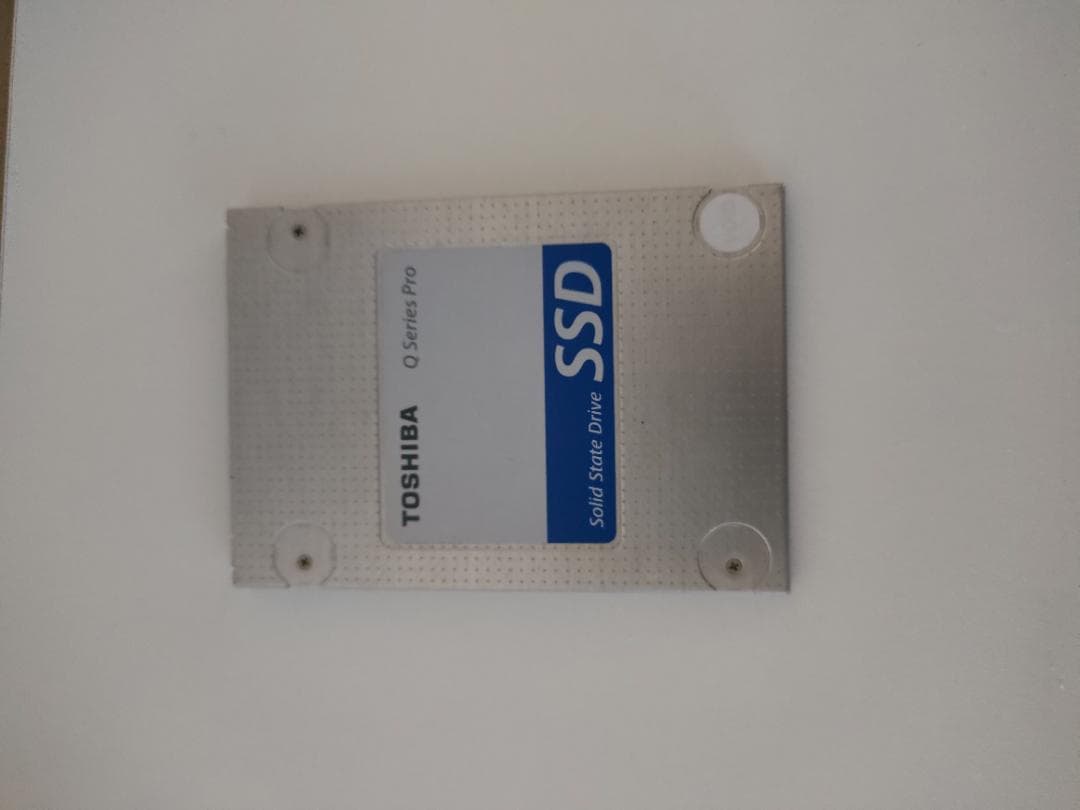 TOSHIBA Q Series Pro
Solid State Drive SSD